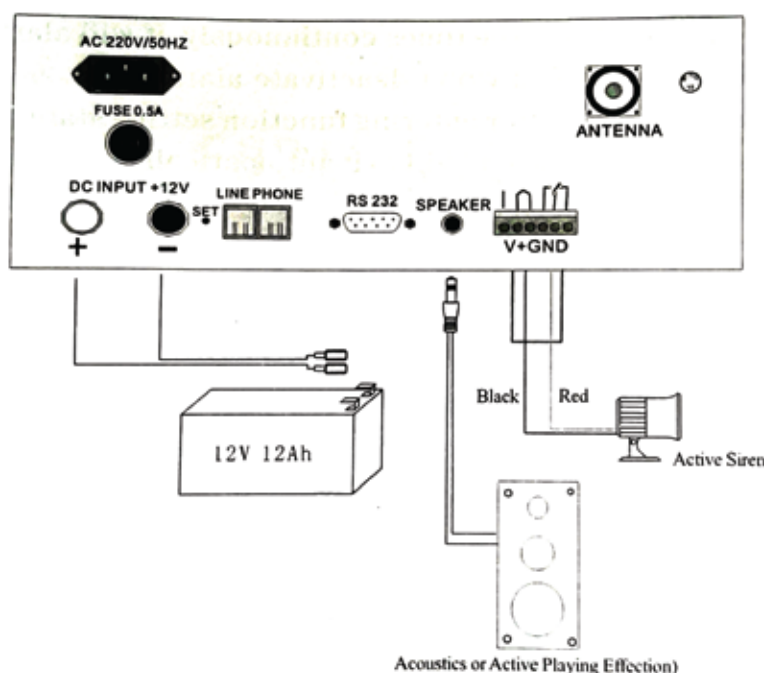 AC 220V/50HZ
FUSE 0.5A
ANTENNA
DC INPUT +12V
SET
LINE PHONE
RS 232
SPEAKER
V+GND
+
−
Black
Red
12V 12Ah
Active Siren
Acoustics or Active Playing Effection)